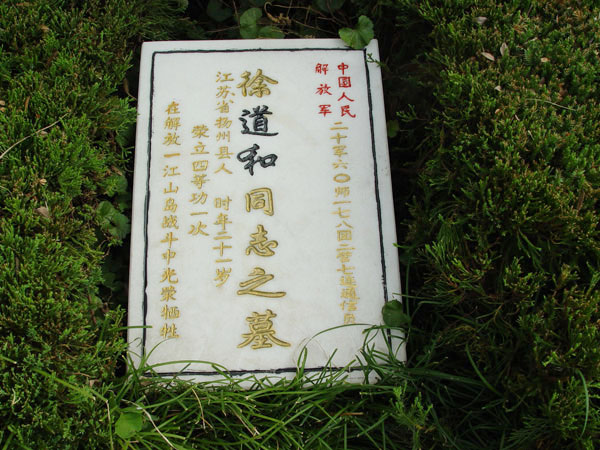 中国人民
解放军
二十军六〇师一七八团二营七连通信员
徐道和同志之墓
江苏省扬州县人 时年二十一岁
荣立四等功一次
在解放一江山岛战斗中光荣牺牲